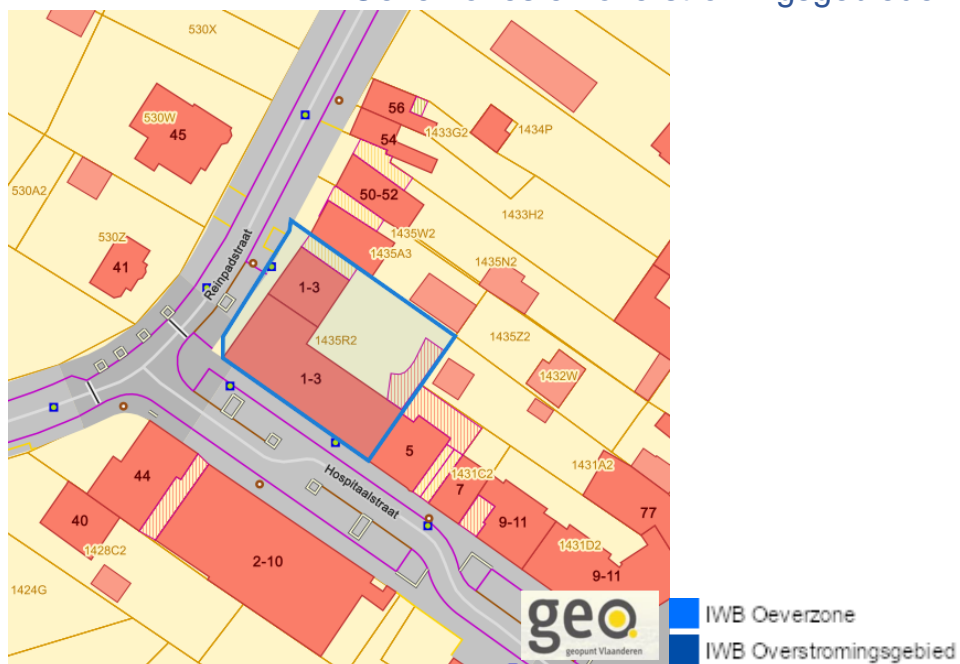 530X
56
1433G2
1434P
530W
45
54
530A2
50-52
1433H2
530Z
1435W2
Reinpadstraat
1435A3
1435N2
41
1-3
1435R2
1435Z2
1-3
1432W
5
1431C2
1431A2
44
7
Hospitaalstraat
77
40
9-11
1428C2
1431D2
2-10
9-11
1424G
geo.
geopunt Vlaanderen
IWB Oeverzone
IWB Overstromingsgebied